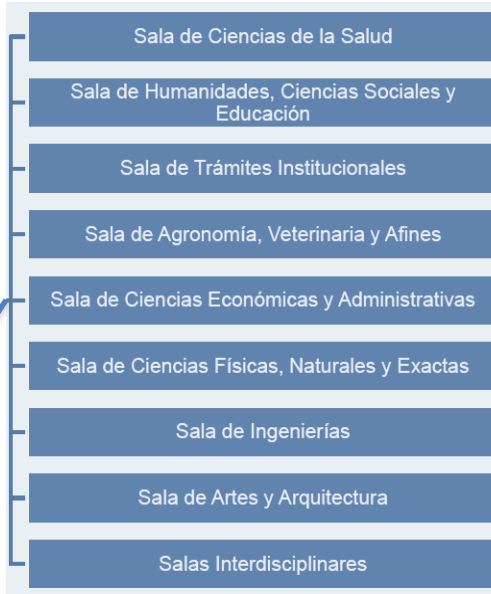 Sala de Ciencias de la Salud
Sala de Humanidades, Ciencias Sociales y
Educación
Sala de Trámites Institucionales
Sala de Agronomía, Veterinaria y Afines
Sala de Ciencias Económicas y Administrativas
Sala de Ciencias Físicas, Naturales y Exactas
Sala de Ingenierías
Sala de Artes y Arquitectura
Salas Interdisciplinares